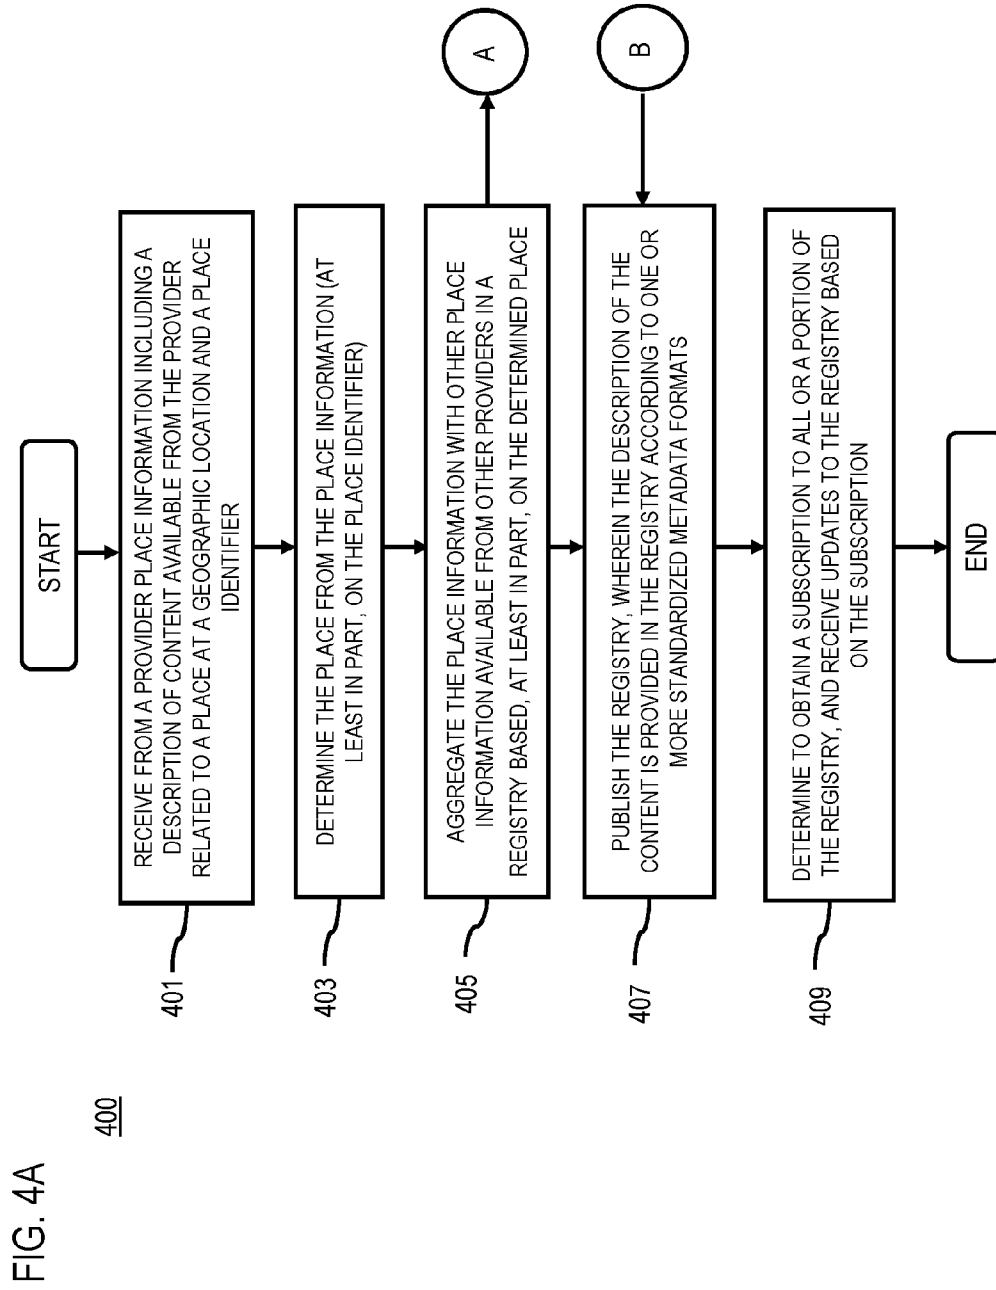 FIG. 4A
400
START
401
RECEIVE FROM A PROVIDER PLACE INFORMATION INCLUDING A
DESCRIPTION OF CONTENT AVAILABLE FROM THE PROVIDER
RELATED TO A PLACE AT A GEOGRAPHIC LOCATION AND A PLACE
IDENTIFIER
403
DETERMINE THE PLACE FROM THE PLACE INFORMATION (AT
LEAST IN PART, ON THE PLACE IDENTIFIER)
405
AGGREGATE THE PLACE INFORMATION WITH OTHER PLACE
INFORMATION AVAILABLE FROM OTHER PROVIDERS IN A
REGISTRY BASED, AT LEAST IN PART, ON THE DETERMINED PLACE
A
407
PUBLISH THE REGISTRY, WHEREIN THE DESCRIPTION OF THE
CONTENT IS PROVIDED IN THE REGISTRY ACCORDING TO ONE OR
MORE STANDARDIZED METADATA FORMATS
B
409
DETERMINE TO OBTAIN A SUBSCRIPTION TO ALL OR A PORTION OF
THE REGISTRY, AND RECEIVE UPDATES TO THE REGISTRY BASED
ON THE SUBSCRIPTION
END